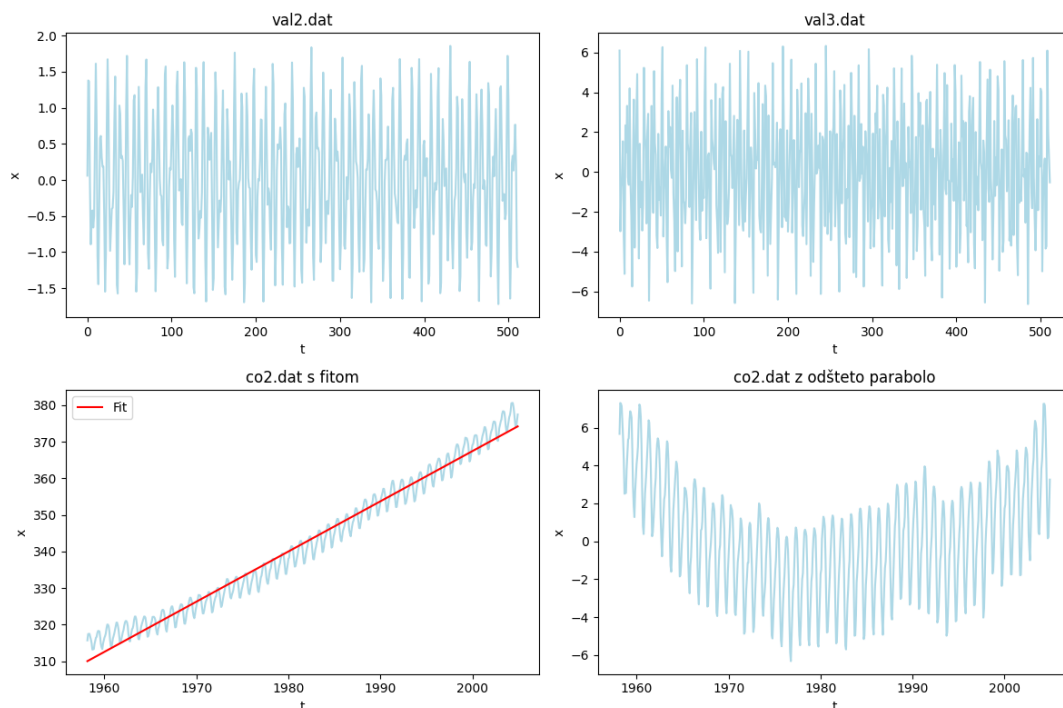 val2.dat
2.0
1.5
1.0
0.5
0.0
−0.5
−1.0
−1.5
x
0 100 200 300 400 500
t
val3.dat
6
4
2
0
−2
−4
−6
x
0 100 200 300 400 500
t
co2.dat s fitom
Fit
380
370
360
350
340
330
320
310
x
1960 1970 1980 1990 2000
t
co2.dat z odšteto parabolo
6
4
2
0
−2
−4
−6
x
1960 1970 1980 1990 2000
t